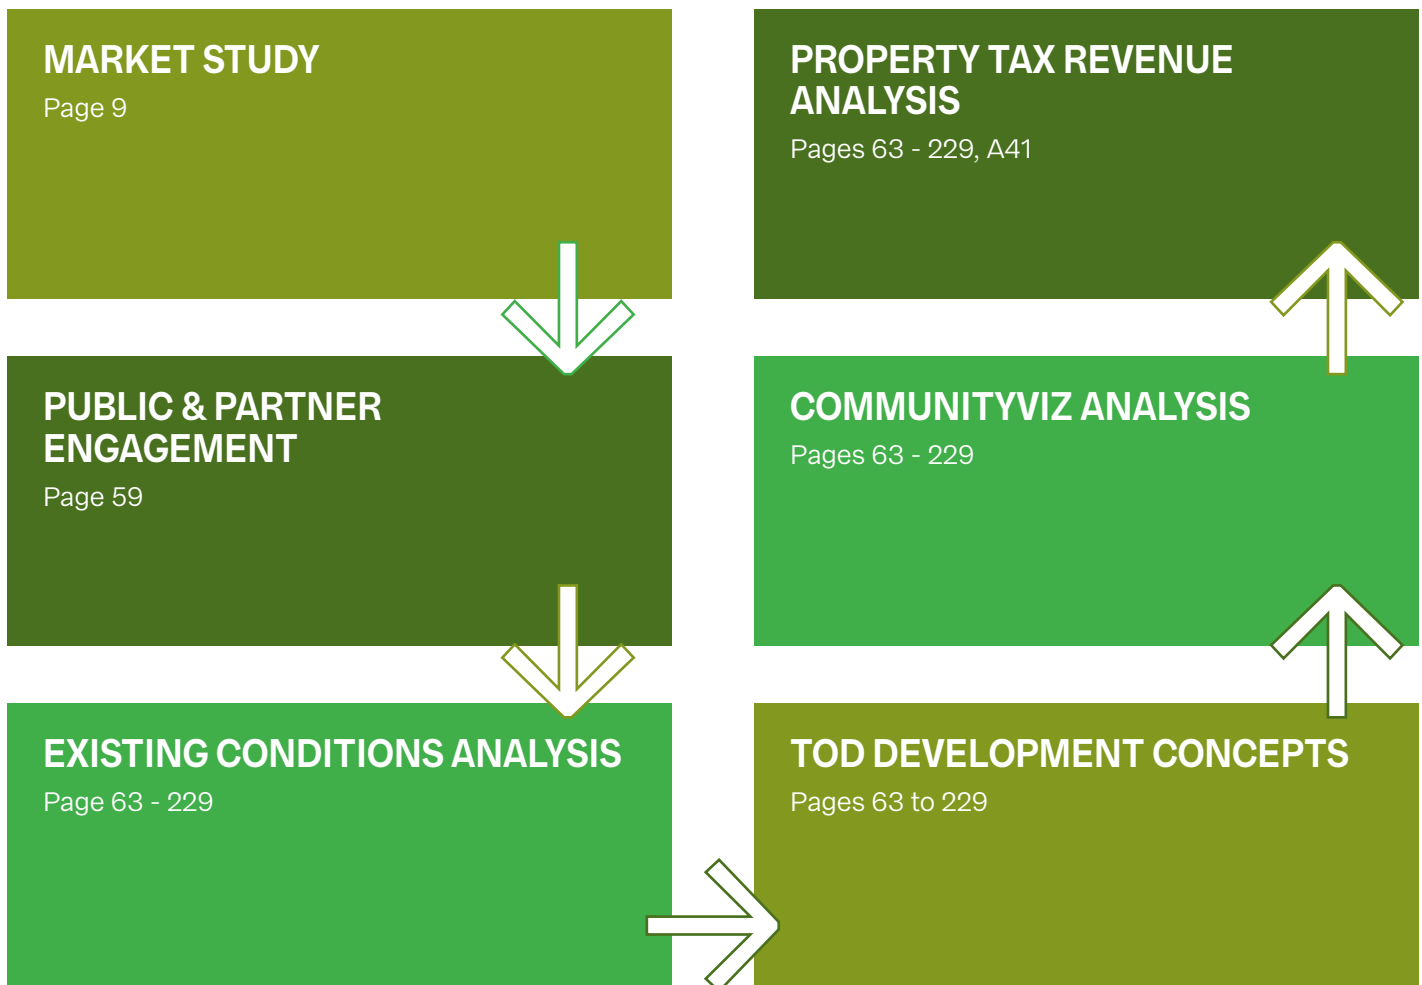 MARKET STUDY
Page 9
PUBLIC & PARTNER
ENGAGEMENT
Page 59
EXISTING CONDITIONS ANALYSIS
Page 63 - 229
TOD DEVELOPMENT CONCEPTS
Pages 63 to 229
COMMUNITYVIZ ANALYSIS
Pages 63 - 229
PROPERTY TAX REVENUE
ANALYSIS
Pages 63 - 229, A41